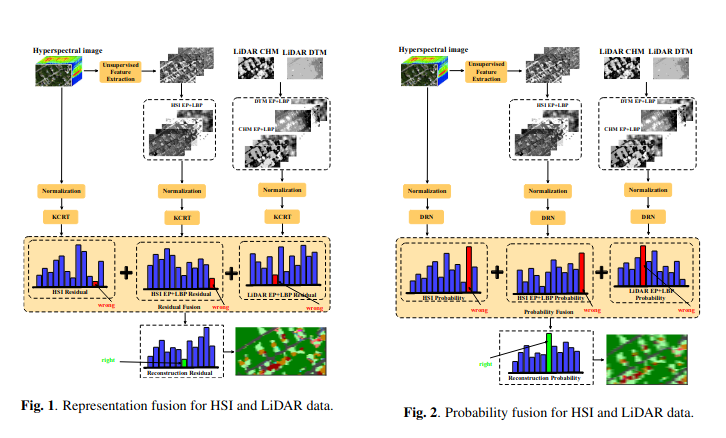 Hyperspectral image
Unsupervised
Feature
Extraction
LiDAR CHM LiDAR DTM
HSI EP+LBP
DTM EP+LBP
CHM EP+LBP
Normalization
Normalization
Normalization
KCRT
KCRT
KCRT
HSI Residual
wrong
HSI EP+LBP Residual
wrong
LiDAR EP+LBP Residual
wrong
Residual Fusion
right
Reconstruction Residual
Fig. 1. Representation fusion for HSI and LiDAR data.
Hyperspectral image
Unsupervised
Feature
Extraction
LiDAR CHM LiDAR DTM
HSI EP+LBP
DTM EP+LBP
CHM EP+LBP
Normalization
Normalization
Normalization
DRN
DRN
DRN
HSI Probability
wrong
HSI EP+LBP Probability
wrong
LiDAR EP+LBP
Probability
wrong
Probability Fusion
right
Reconstruction Probability
Fig. 2. Probability fusion for HSI and LiDAR data.